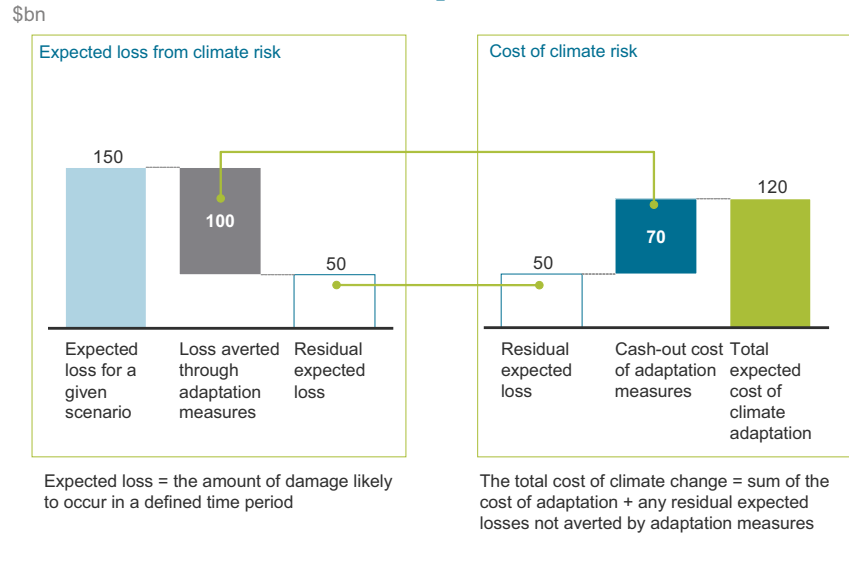 $bn
Expected loss from climate risk
150
100
50
Expected
loss for a
given
scenario
Loss averted
through
adaptation
measures
Residual
expected
loss
Expected loss = the amount of damage likely
to occur in a defined time period
Cost of climate risk
50
70
120
Residual
expected
loss
Cash-out cost
of adaptation
measures
Total
expected
cost of
climate
adaptation
The total cost of climate change = sum of the
cost of adaptation + any residual expected
losses not averted by adaptation measures